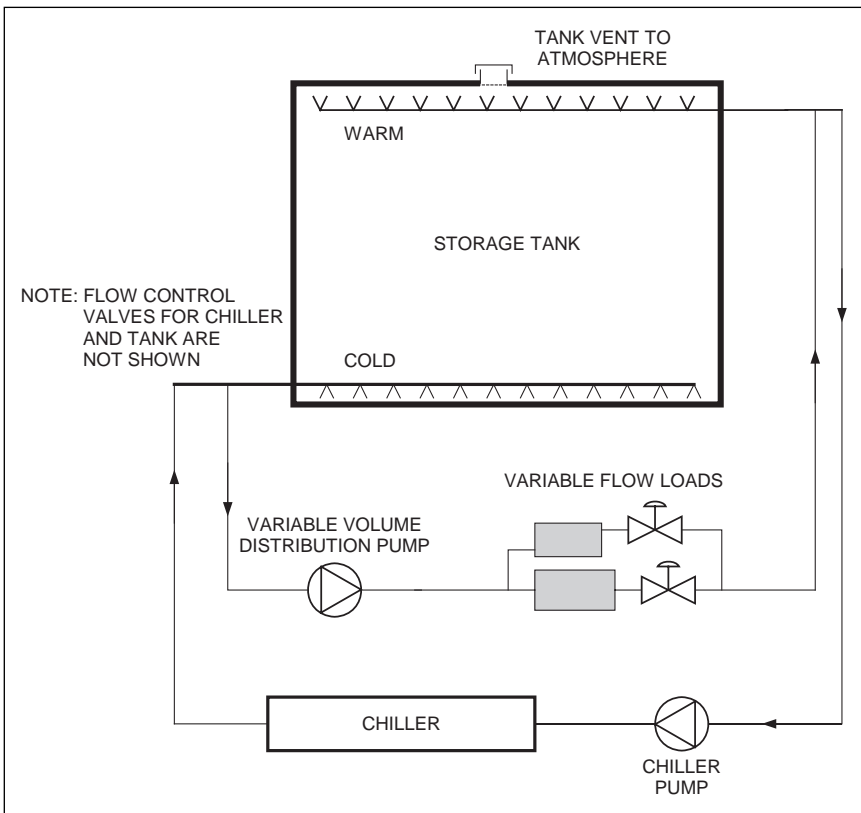 TANK VENT TO
ATMOSPHERE
WARM
STORAGE TANK
NOTE: FLOW CONTROL
VALVES FOR CHILLER
AND TANK ARE
NOT SHOWN
COLD
VARIABLE FLOW LOADS
VARIABLE VOLUME
DISTRIBUTION PUMP
CHILLER
CHILLER
PUMP